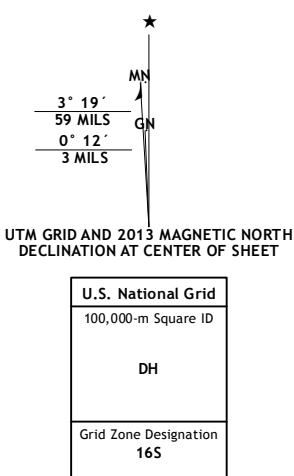 MN
3° 19´
59 MILS
GN
0° 12´
3 MILS
UTM GRID AND 2013 MAGNETIC NORTH
DECLINATION AT CENTER OF SHEET
U.S. National Grid
100,000-m Square ID
DH
Grid Zone Designation
16S